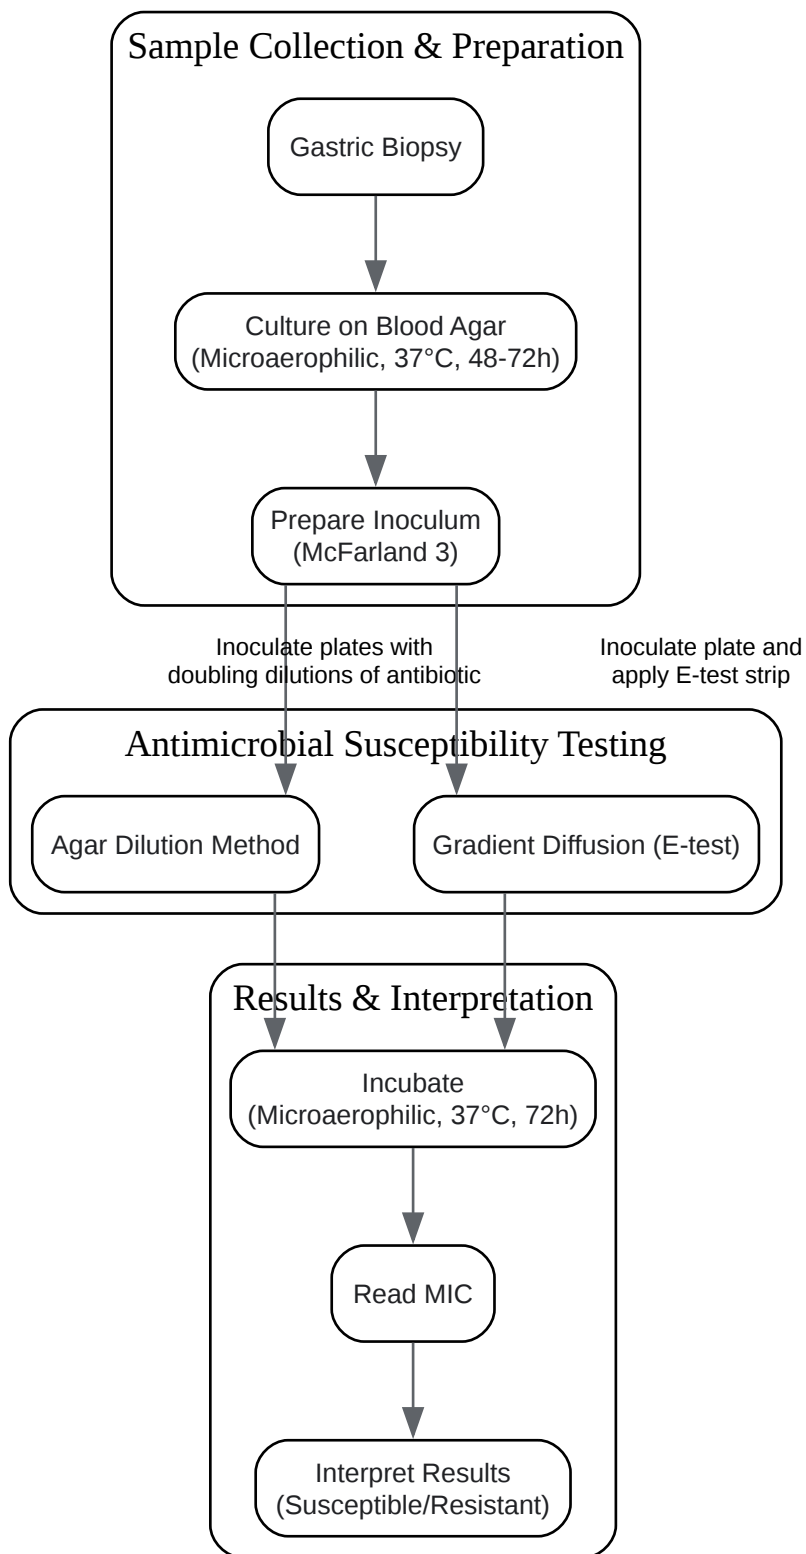 Sample Collection & Preparation
Gastric Biopsy
Culture on Blood Agar
(Microaerophilic, 37°C, 48-72h)
Prepare Inoculum
(McFarland 3)
Inoculate plates with
doubling dilutions of antibiotic
Inoculate plate and
apply E-test strip
Antimicrobial Susceptibility Testing
Agar Dilution Method
Gradient Diffusion (E-test)
Results & Interpretation
Incubate
(Microaerophilic, 37°C, 72h)
Read MIC
Interpret Results
(Susceptible/Resistant)